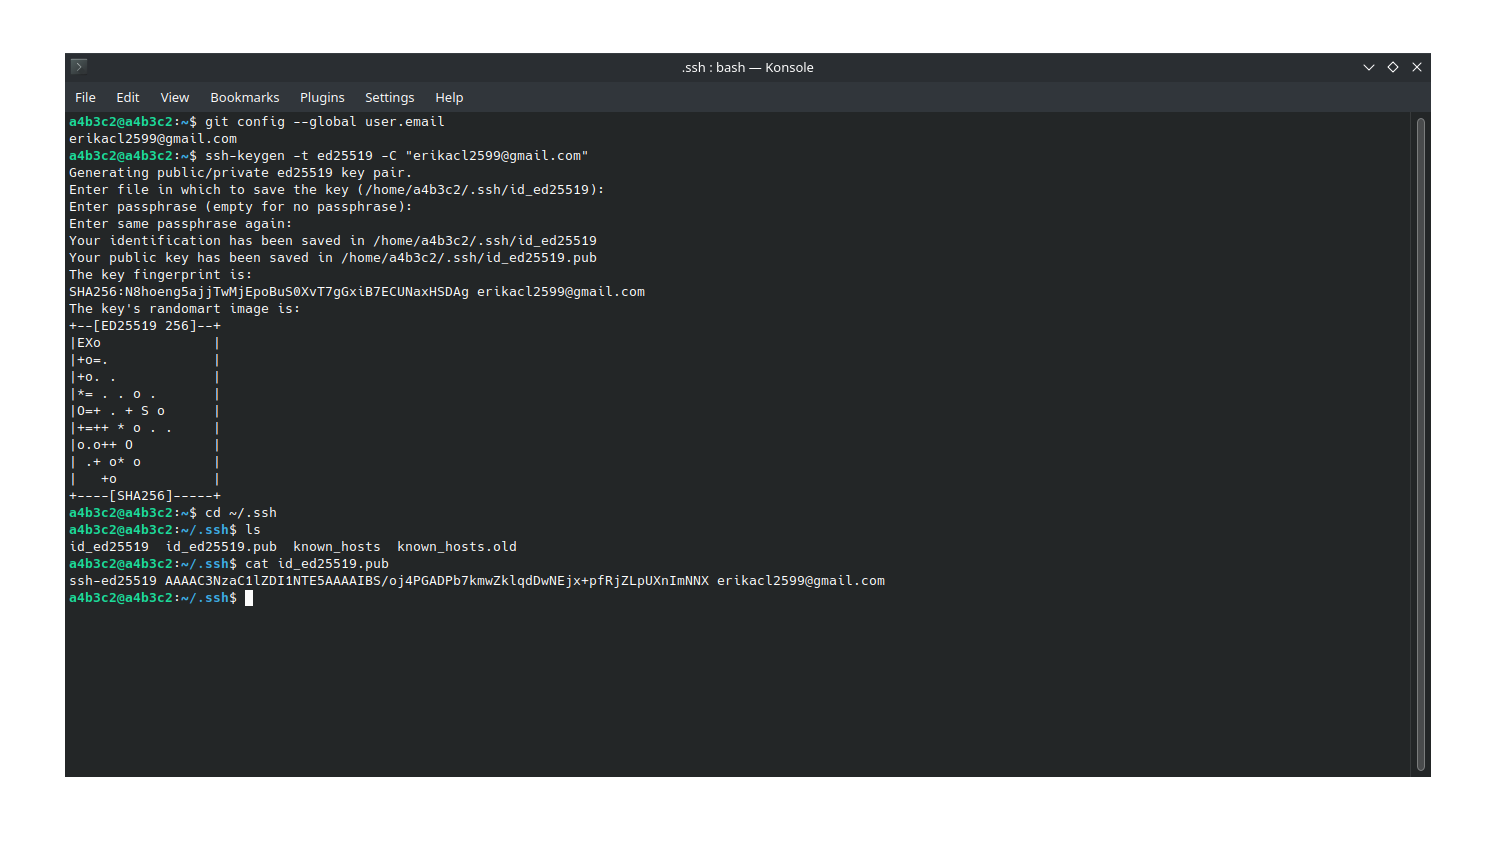 .ssh : bash — Konsole
File Edit View Bookmarks Plugins Settings Help
a4b3c2@a4b3c2:~$ git config --global user.email
erikacl2599@gmail.com
a4b3c2@a4b3c2:~$ ssh-keygen -t ed25519 -C "erikacl2599@gmail.com"
Generating public/private ed25519 key pair.
Enter file in which to save the key (/home/a4b3c2/.ssh/id_ed25519):
Enter passphrase (empty for no passphrase):
Enter same passphrase again:
Your identification has been saved in /home/a4b3c2/.ssh/id_ed25519
Your public key has been saved in /home/a4b3c2/.ssh/id_ed25519.pub
The key fingerprint is:
SHA256:N8hoeng5ajjTwMjEpoBuS0XvT7gGxiB7ECUNaxHSDAg erikacl2599@gmail.com
The key's randomart image is:
+--[ED25519 256]--+
|EXo              |
|+o=.             |
|+o. .            |
|*= . . o .       |
|O=+ . + S o      |
|+=++ * o . .     |
|o.o++ O          |
| .+ o* o         |
|   +o            |
+----[SHA256]-----+
a4b3c2@a4b3c2:~$ cd ~/.ssh
a4b3c2@a4b3c2:~/.ssh$ ls
id_ed25519  id_ed25519.pub  known_hosts  known_hosts.old
a4b3c2@a4b3c2:~/.ssh$ cat id_ed25519.pub
ssh-ed25519 AAAAC3NzaC1lZDI1NTE5AAAAIBS/oj4PGADPb7kmwZklqdDwNEjx+pfRjZLpUXnImNNX erikacl2599@gmail.com
a4b3c2@a4b3c2:~/.ssh$